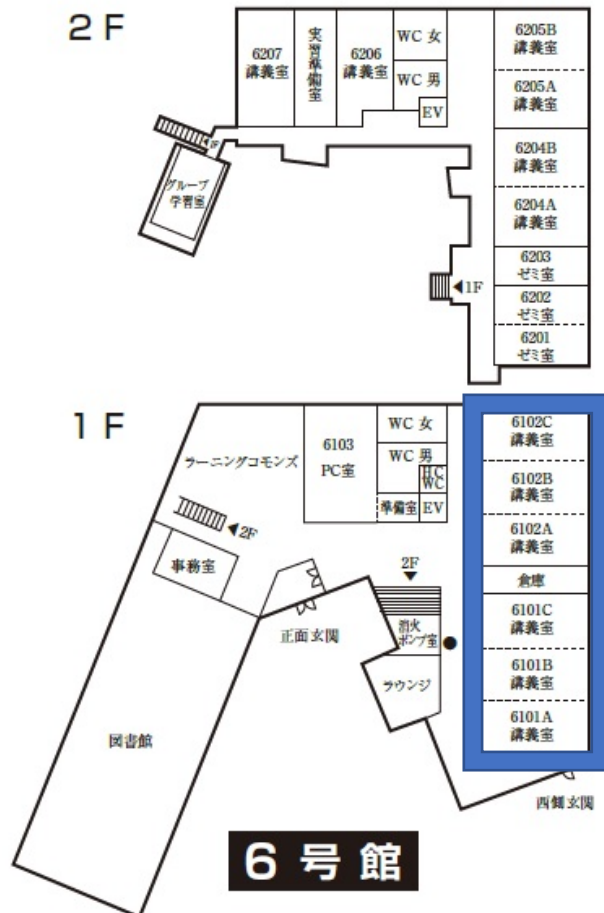 2F
6207
講義室
実習準備室
6206
講義室
WC 女
WC 男
EV
6205B
講義室
6205A
講義室
6204B
講義室
6204A
講義室
6203
ゼミ室
6202
ゼミ室
6201
ゼミ室
グループ
学習室
◀1F
1F
ラーニングコモンズ
6103
PC室
WC 女
WC 男
HC
WC
準備室
EV
6102C
講義室
6102B
講義室
6102A
講義室
倉庫
6101C
講義室
6101B
講義室
6101A
講義室
◀2F
事務室
2F
▼
正面玄関
消火
ポンプ室
ラウンジ
図書館
西側玄関
6号館